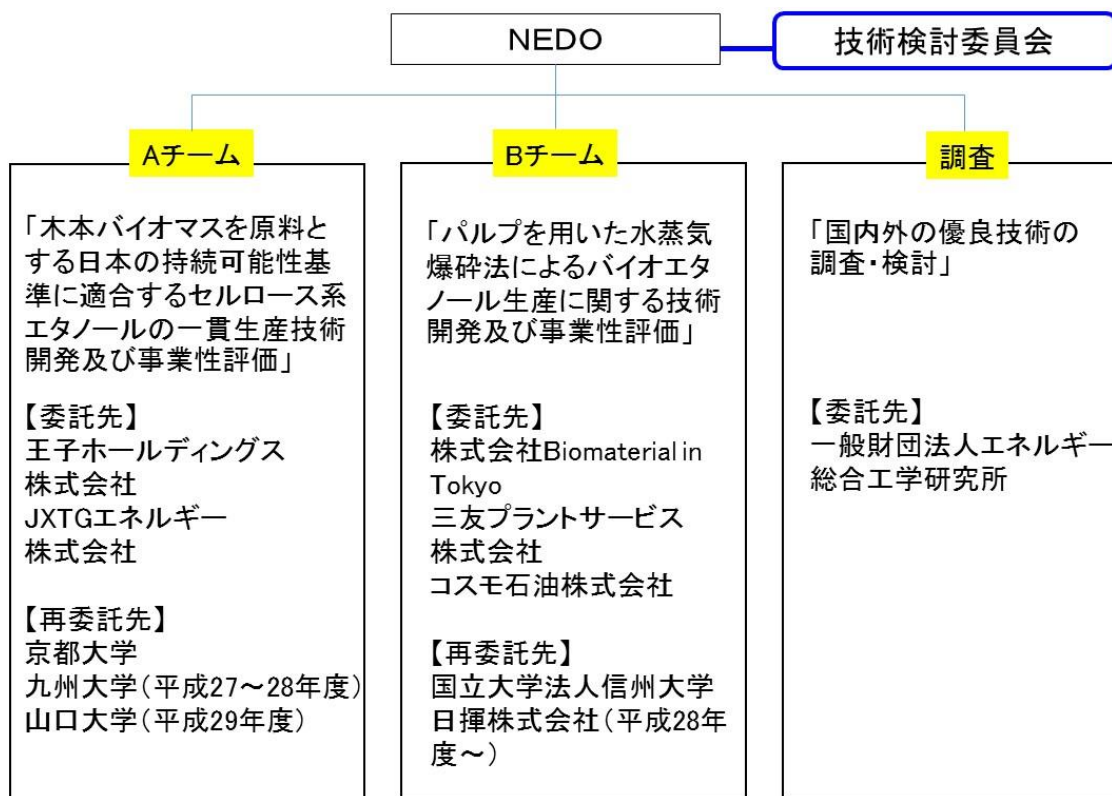 NEDO
技術検討委員会
Aチーム
「木本バイオマスを原料と
する日本の持続可能性基
準に適合するセルロース系
エタノールの一貫生産技術
開発及び事業性評価」
【委託先】
王子ホールディングス
株式会社
JXTGエネルギー
株式会社
【再委託先】
京都大学
九州大学(平成27～28年度)
山口大学(平成29年度)
Bチーム
「パルプを用いた水蒸気
爆砕法によるバイオエタ
ノール生産に関する技術
開発及び事業性評価」
【委託先】
株式会社Biomaterial in
Tokyo
三友プラントサービス
株式会社
コスモ石油株式会社
【再委託先】
国立大学法人信州大学
日揮株式会社(平成28年
度～)
調査
「国内外の優良技術の
調査・検討」
【委託先】
一般財団法人エネルギー
総合工学研究所